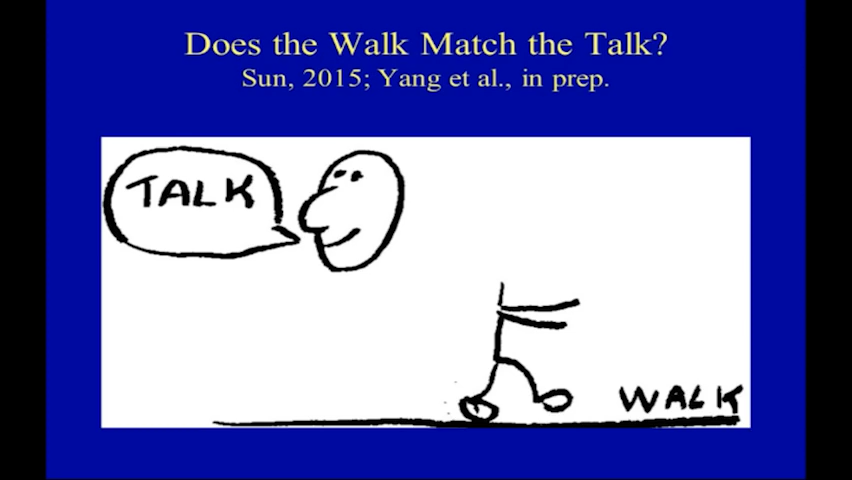 Does the Walk Match the Talk?
Sun, 2015; Yang et al., in prep.
TALK
WALK